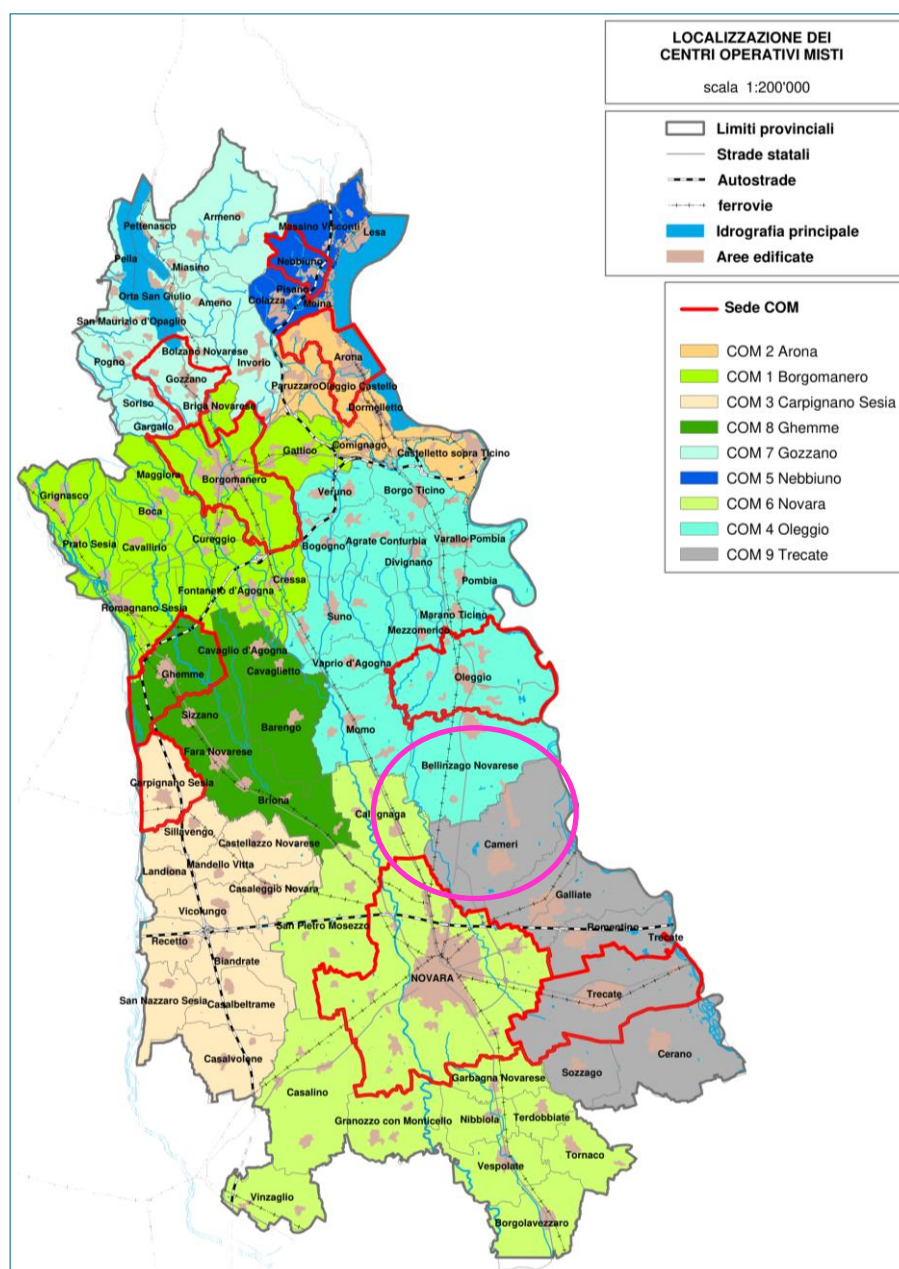 LOCALIZZAZIONE DEI
CENTRI OPERATIVI MISTI
scala 1:200'000
Limiti provinciali
Strade statali
Autostrade
ferrovie
Idrografia principale
Aree edificate
Sede COM
COM 2 Arona
COM 1 Borgomanero
COM 3 Carpignano Sesia
COM 8 Ghemme
COM 7 Gozzano
COM 5 Nebbiuno
COM 6 Novara
COM 4 Oleggio
COM 9 Trecate
Armeno
Massino Visconti
Pettenasco
Lesa
Pella
Miasino
Nebbiuno
Pisano
Orta San Giulio
Ameno
Colazza
Meina
San Maurizio d'Opaglio
Bolzano Novarese
Arona
Pogno
Invorio
Gozzano
Paruzzaro
Oleggio Castello
Soriso
Briga Novarese
Dormelletto
Gargallo
Gattico
Comignago
Castelletto sopra Ticino
Maggiora
Borgomanero
Veruno
Borgo Ticino
Grignasco
Boca
Prato Sesia
Cavallirio
Cureggio
Bogogno
Agrate Conturbia
Varallo Pombia
Divignano
Cressa
Pombia
Fontaneto d'Agogna
Romagnano Sesia
Suno
Marano Ticino
Mezzomerico
Cavaglio d'Agogna
Vaprio d'Agogna
Ghemme
Cavaglietto
Oleggio
Sizzano
Barengo
Momo
Fara Novarese
Bellinzago Novarese
Carpignano Sesia
Briona
Caltignaga
Sillavengo
Castellazzo Novarese
Cameri
Landiona
Mandello Vitta
Casaleggio Novara
Galliate
Vicolungo
San Pietro Mosezzo
Romentino
Recetto
Trecate
Biandrate
NOVARA
Trecate
San Nazzaro Sesia
Casalbeltrame
Casalvolone
Cerano
Sozzago
Garbagna Novarese
Casalino
Granozzo con Monticello
Nibbiola
Terdobbiate
Tornaco
Vespolate
Vinzaglio
Borgolavezzaro